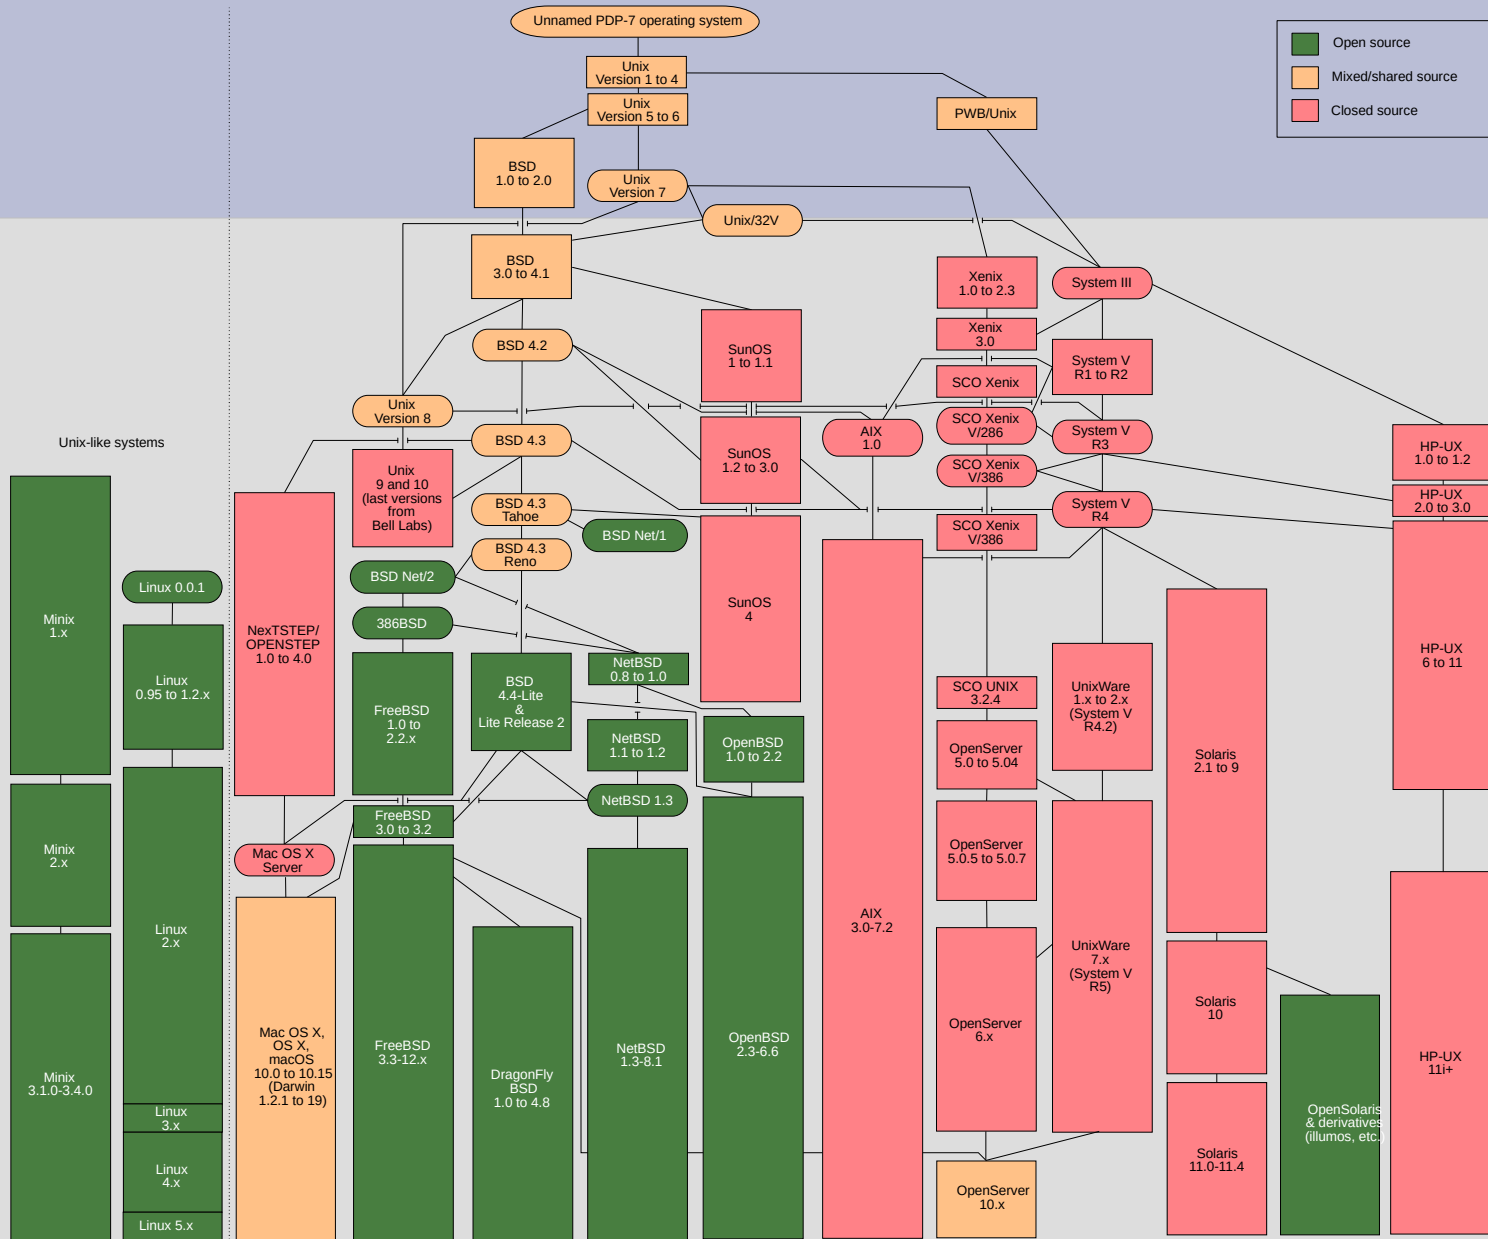 Unnamed PDP-7 operating system
Open source
Mixed/shared source
Closed source
Unix
Version 1 to 4
Unix
Version 5 to 6
PWB/Unix
BSD
1.0 to 2.0
Unix
Version 7
Unix/32V
BSD
3.0 to 4.1
Xenix
1.0 to 2.3
System III
Xenix
3.0
BSD 4.2
SunOS
1 to 1.1
System V
R1 to R2
SCO Xenix
Unix
Version 8
SCO Xenix
V/286
AIX
1.0
System V
R3
Unix-like systems
BSD 4.3
SunOS
1.2 to 3.0
HP-UX
1.0 to 1.2
Unix
9 and 10
(last versions
from
Bell Labs)
SCO Xenix
V/386
HP-UX
2.0 to 3.0
BSD 4.3
Tahoe
System V
R4
BSD Net/1
SCO Xenix
V/386
BSD 4.3
Reno
BSD Net/2
Linux 0.0.1
Minix
1.x
386BSD
SunOS
4
NexTSTEP/
OPENSTEP
1.0 to 4.0
HP-UX
6 to 11
Linux
0.95 to 1.2.x
NetBSD
0.8 to 1.0
BSD
4.4-Lite
&
Lite Release 2
SCO UNIX
3.2.4
UnixWare
1.x to 2.x
(System V
R4.2)
FreeBSD
1.0 to
2.2.x
NetBSD
1.1 to 1.2
OpenBSD
1.0 to 2.2
OpenServer
5.0 to 5.04
Solaris
2.1 to 9
NetBSD 1.3
FreeBSD
3.0 to 3.2
Minix
2.x
Mac OS X
Server
OpenServer
5.0.5 to 5.0.7
Linux
2.x
AIX
3.0-7.2
UnixWare
7.x
(System V
R5)
Solaris
10
OpenServer
6.x
Mac OS X,
OS X,
macOS
10.0 to 10.15
(Darwin
1.2.1 to 19)
FreeBSD
3.3-12.x
OpenBSD
2.3-6.6
NetBSD
1.3-8.1
HP-UX
11i+
Minix
3.1.0-3.4.0
DragonFly
BSD
1.0 to 4.8
Linux
3.x
OpenSolaris
& derivatives
(illumos, etc.)
Solaris
11.0-11.4
Linux
4.x
OpenServer
10.x
Linux 5.x